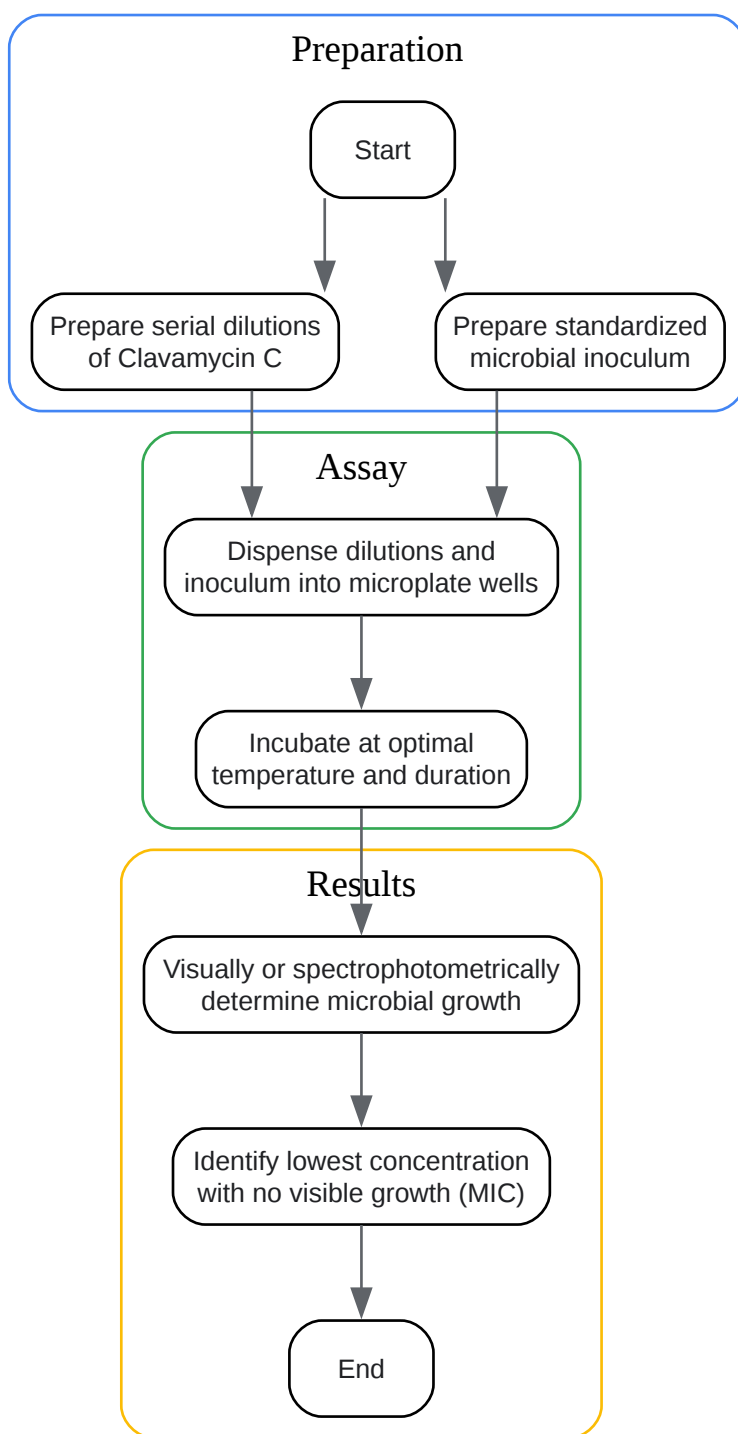 Preparation
Start
Prepare serial dilutions
of Clavamycin C
Prepare standardized
microbial inoculum
Assay
Dispense dilutions and
inoculum into microplate wells
Incubate at optimal
temperature and duration
Results
Visually or spectrophotometrically
determine microbial growth
Identify lowest concentration
with no visible growth (MIC)
End